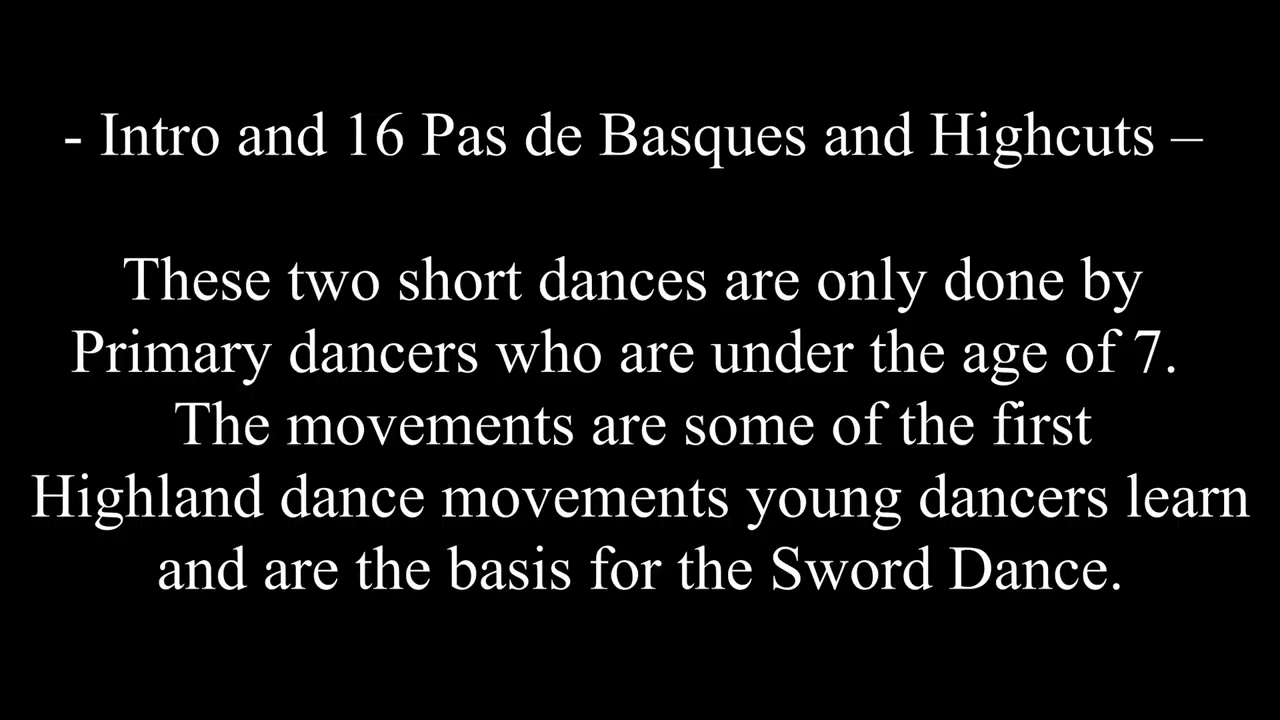 - Intro and 16 Pas de Basques and Highcuts –
These two short dances are only done by
Primary dancers who are under the age of 7.
The movements are some of the first
Highland dance movements young dancers learn
and are the basis for the Sword Dance.